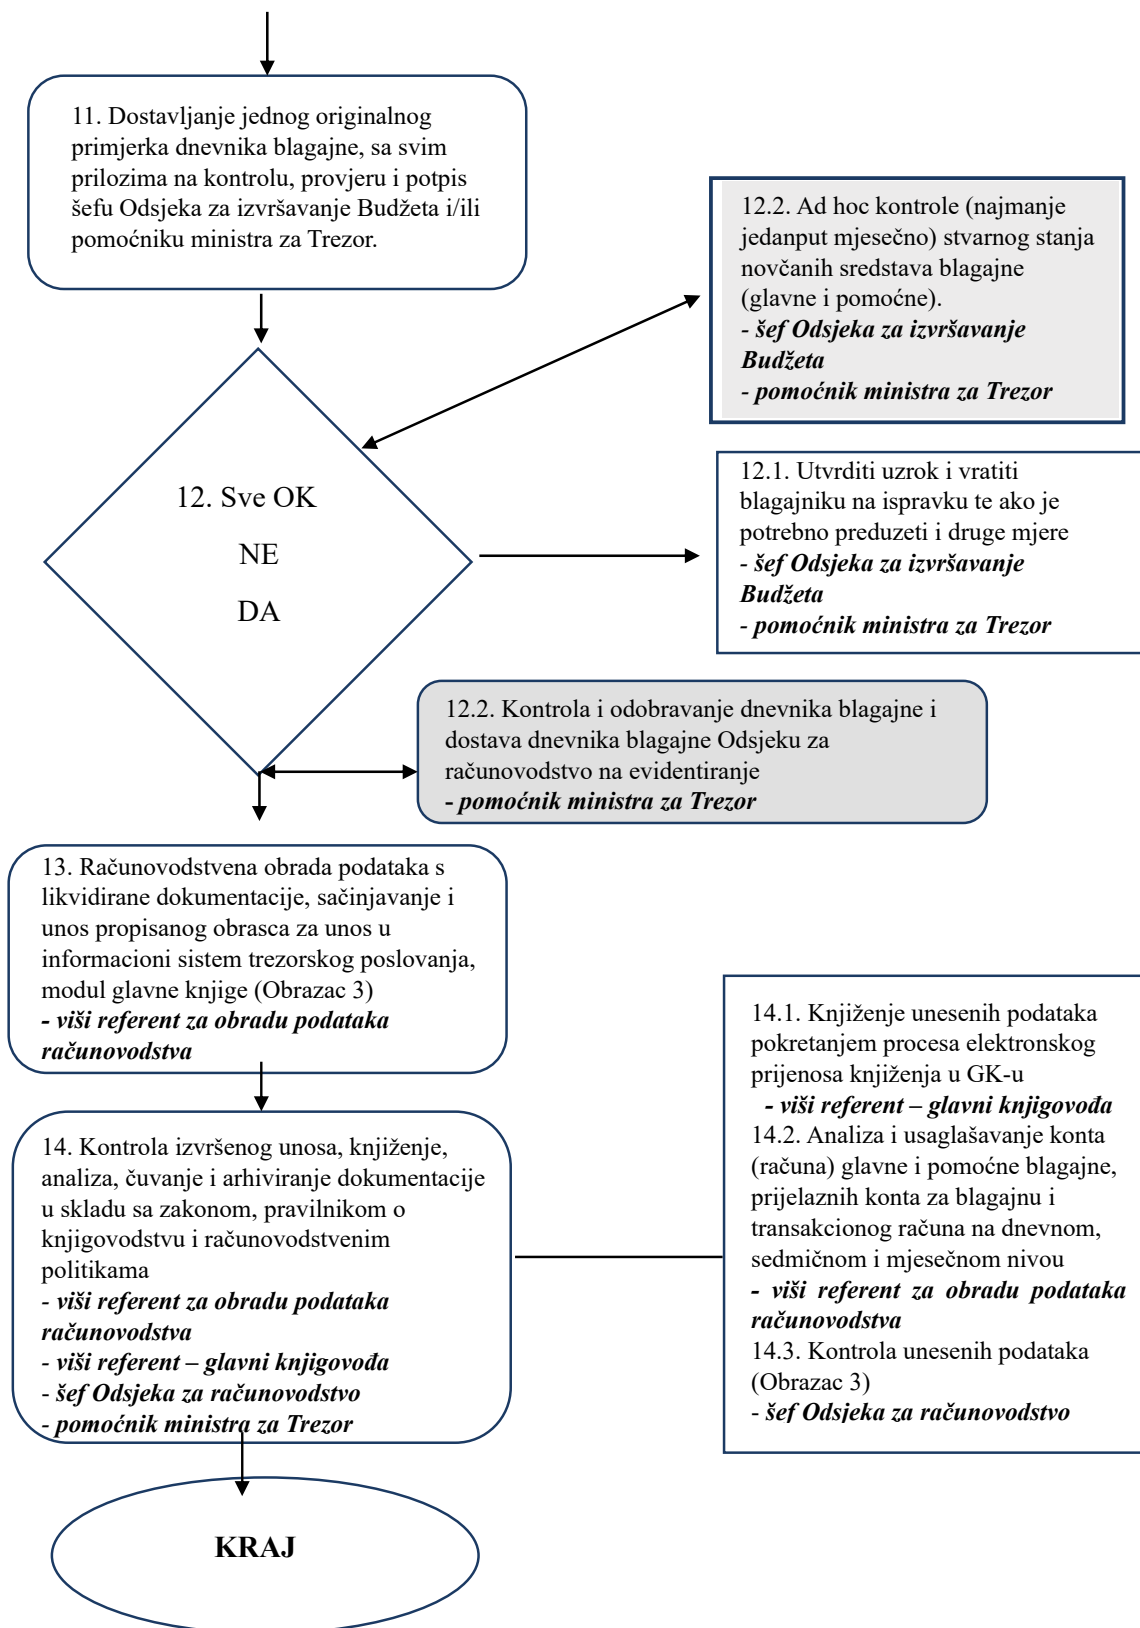 11. Dostavljanje jednog originalnog
primjerka dnevnika blagajne, sa svim
prilozima na kontrolu, provjeru i potpis
šefu Odsjeka za izvršavanje Budžeta i/ili
pomoćniku ministra za Trezor.
12.2. Ad hoc kontrole (najmanje
jedanput mjesečno) stvarnog stanja
novčanih sredstava blagajne
(glavne i pomoćne).
- šef Odsjeka za izvršavanje
Budžeta
- pomoćnik ministra za Trezor
12. Sve OK
NE
DA
12.1. Utvrditi uzrok i vratiti
blagajniku na ispravku te ako je
potrebno preduzeti i druge mjere
- šef Odsjeka za izvršavanje
Budžeta
- pomoćnik ministra za Trezor
12.2. Kontrola i odobravanje dnevnika blagajne i
dostava dnevnika blagajne Odsjeku za
računovodstvo na evidentiranje
- pomoćnik ministra za Trezor
13. Računovodstvena obrada podataka s
likvidirane dokumentacije, sačinjavanje i
unos propisanog obrasca za unos u
informacioni sistem trezorskog poslovanja,
modul glavne knjige (Obrazac 3)
- viši referent za obradu podataka
računovodstva
14. Kontrola izvršenog unosa, knjiženje,
analiza, čuvanje i arhiviranje dokumentacije
u skladu sa zakonom, pravilnikom o
knjigovodstvu i računovodstvenim
politikama
- viši referent za obradu podataka
računovodstva
- viši referent – glavni knjigovođa
- šef Odsjeka za računovodstvo
- pomoćnik ministra za Trezor
14.1. Knjiženje unesenih podataka
pokretanjem procesa elektronskog
prijenosa knjiženja u GK-u
- viši referent – glavni knjigovođa
14.2. Analiza i usaglašavanje konta
(računa) glavne i pomoćne blagajne,
prijelaznih konta za blagajnu i
transakcionog računa na dnevnom,
sedmičnom i mjesečnom nivou
- viši referent za obradu podataka
računovodstva
14.3. Kontrola unesenih podataka
(Obrazac 3)
- šef Odsjeka za računovodstvo
KRAJ